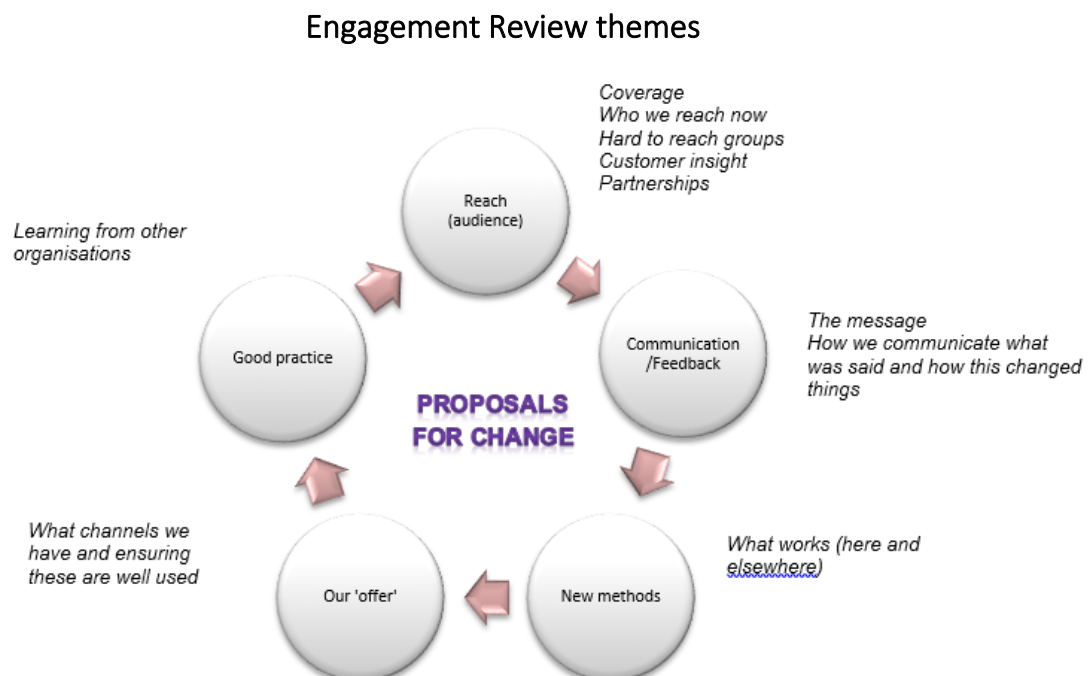 Engagement Review themes
Coverage
Who we reach now
Hard to reach groups
Customer insight
Partnerships
Reach
(audience)
Learning from other
organisations
Good practice
Communication
/Feedback
The message
How we communicate what
was said and how this changed
things
PROPOSALS
FOR CHANGE
What channels we
have and ensuring
these are well used
Our 'offer'
New methods
What works (here and
elsewhere)